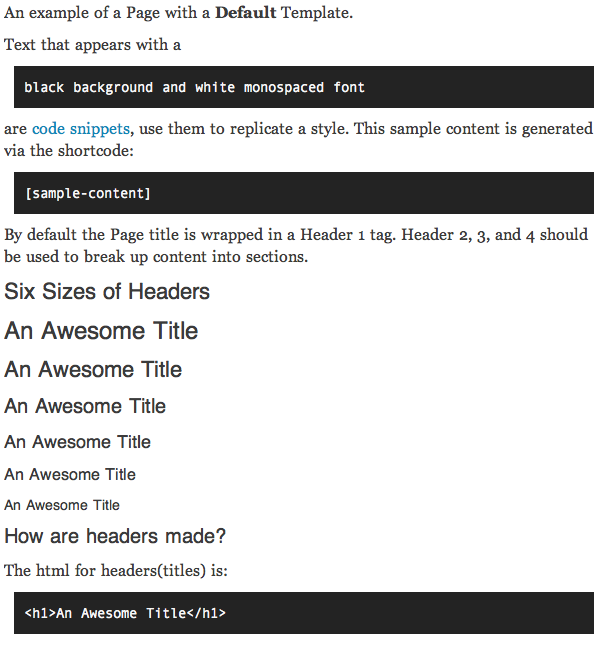 An example of a Page with a Default Template.
Text that appears with a
black background and white monospaced font
are code snippets, use them to replicate a style. This sample content is generated
via the shortcode:
[sample-content]
By default the Page title is wrapped in a Header 1 tag. Header 2, 3, and 4 should
be used to break up content into sections.
Six Sizes of Headers
An Awesome Title
An Awesome Title
An Awesome Title
An Awesome Title
An Awesome Title
An Awesome Title
How are headers made?
The html for headers(titles) is:
<h1>An Awesome Title</h1>